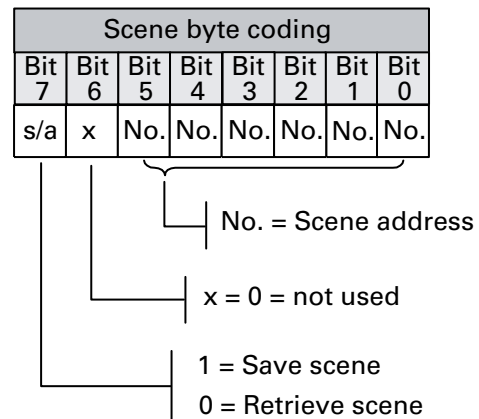 Scene byte coding
Bit Bit Bit Bit Bit Bit Bit Bit
7 6 5 4 3 2 1 0
s/a x No. No. No. No. No. No.
No. = Scene address
x = 0 = not used
1 = Save scene
0 = Retrieve scene